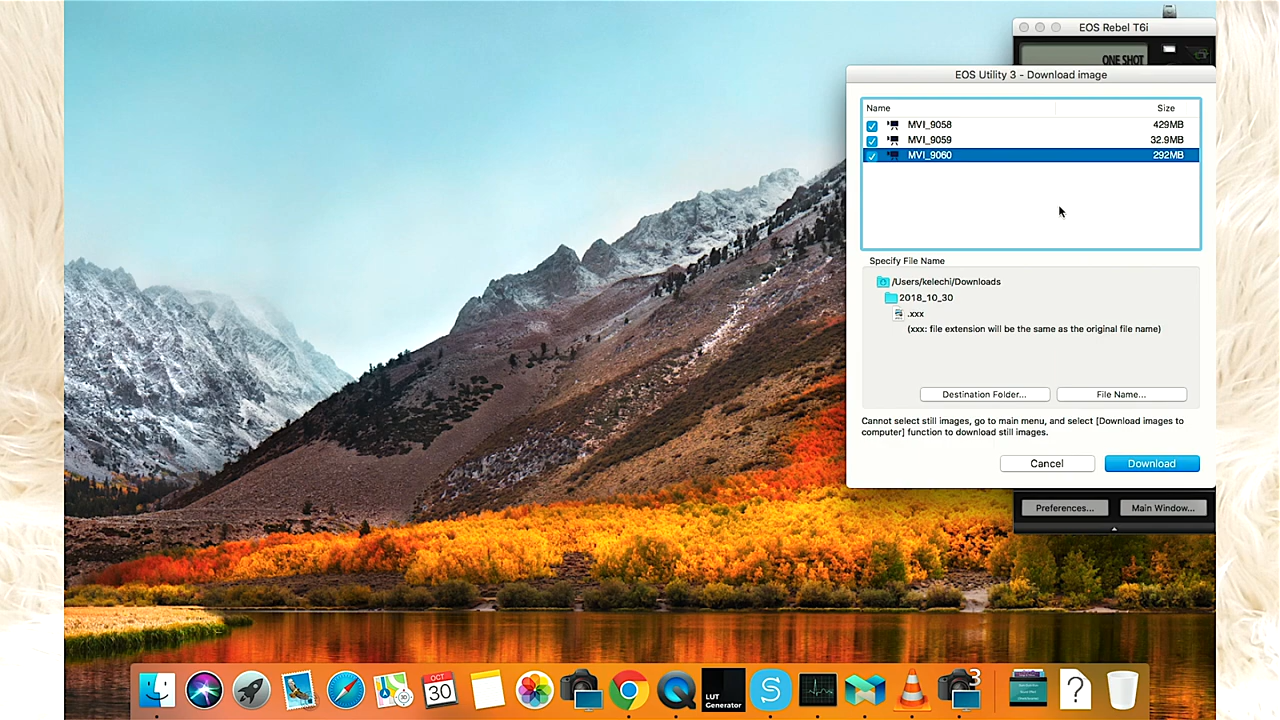 EOS Rebel T6i
ONE SHOT
EOS Utility 3 - Download image
Name Size
MVI_9058 429MB
MVI_9059 32.9MB
MVI_9060 292MB
Specify File Name
/Users/kelechi/Downloads
2018_10_30
.xxx
(xxx: file extension will be the same as the original file name)
Destination Folder... File Name...
Cannot select still images, go to main menu, and select [Download images to
computer] function to download still images.
Cancel Download
Preferences... Main Window...
OCT
30
LUT
Generator
S
3
?